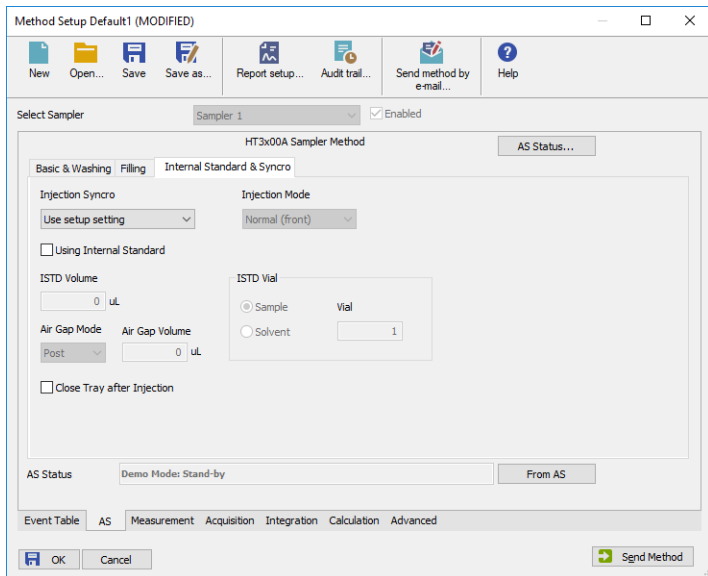 Method Setup Default1 (MODIFIED)
New Open... Save Save as... Report setup... Audit trail... Send method by e-mail... Help
Select Sampler Sampler 1 Enabled
HT3x00A Sampler Method AS Status...
Basic & Washing Filling Internal Standard & Syncro
Injection Syncro Injection Mode
Use setup setting Normal (front)
Using Internal Standard
ISTD Volume ISTD Vial
0 uL Sample Vial
Air Gap Mode Air Gap Volume Solvent 1
Post 0 uL
Close Tray after Injection
AS Status Demo Mode: Stand-by From AS
Event Table AS Measurement Acquisition Integration Calculation Advanced
OK Cancel Send Method